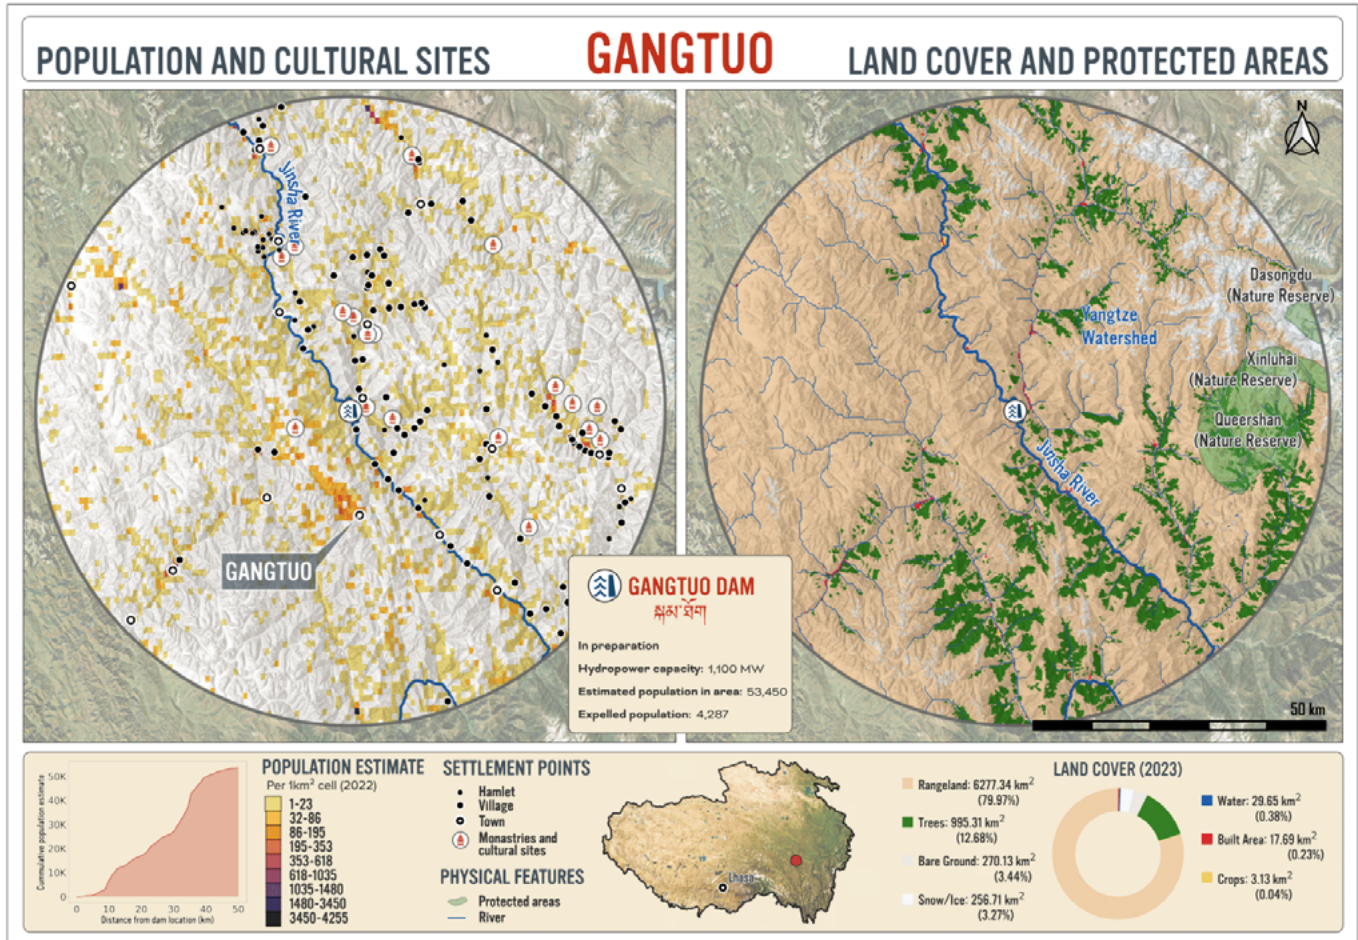 POPULATION AND CULTURAL SITES
GANGTUO
LAND COVER AND PROTECTED AREAS
Jinsha River
GANGTUO
N
Dasongdu
(Nature Reserve)
Yangtze
Watershed
Xinluhai
(Nature Reserve)
Queershan
(Nature Reserve)
Jinsha River
50 km
GANGTUO DAM
སྐམ་ཐོག
In preparation
Hydropower capacity: 1,100 MW
Estimated population in area: 53,450
Expelled population: 4,287
Cummulative population estimate
50K
40K
30K
20K
10K
0
0 10 20 30 40 50
Distance from dam location (km)
POPULATION ESTIMATE
Per 1km² cell (2022)
1-23
32-86
86-195
195-353
353-618
618-1035
1035-1480
1480-3450
3450-4255
SETTLEMENT POINTS
Hamlet
Village
Town
Monastries and
cultural sites
PHYSICAL FEATURES
Protected areas
River
Lhasa
LAND COVER (2023)
Rangeland: 6277.34 km²
(79.97%)
Trees: 995.31 km²
(12.68%)
Bare Ground: 270.13 km²
(3.44%)
Snow/Ice: 256.71 km²
(3.27%)
Water: 29.65 km²
(0.38%)
Built Area: 17.69 km²
(0.23%)
Crops: 3.13 km²
(0.04%)